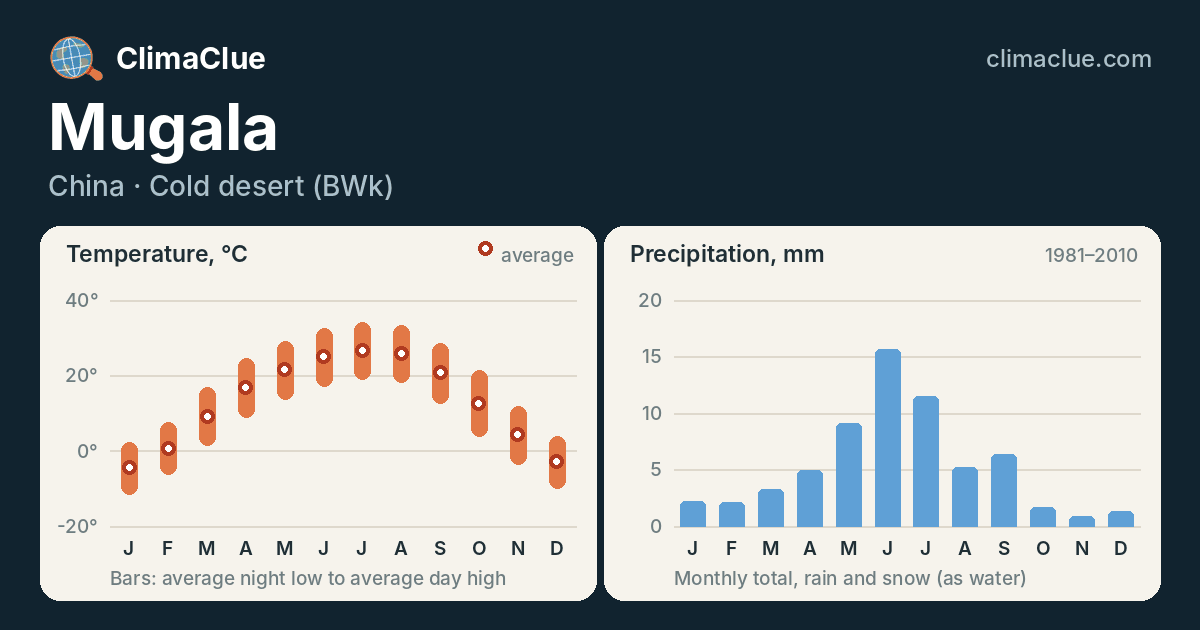 ClimaClue
climaclue.com
Mugala
China · Cold desert (BWk)
Temperature, °C
average
40°
20°
0°
-20°
J F M A M J J A S O N D
Bars: average night low to average day high
Precipitation, mm
1981–2010
20
15
10
5
0
J F M A M J J A S O N D
Monthly total, rain and snow (as water)